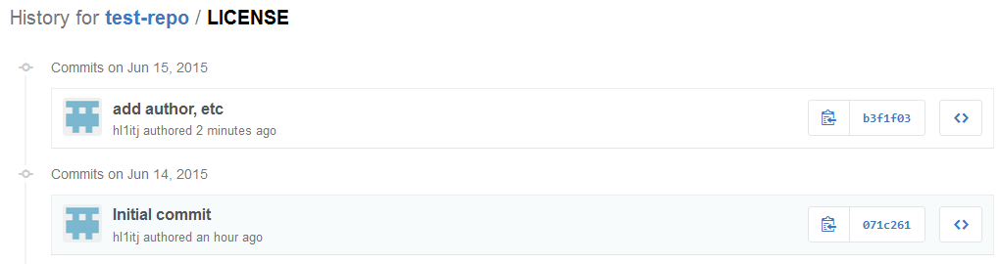 History for test-repo / LICENSE
Commits on Jun 15, 2015
add author, etc
hl1itj authored 2 minutes ago
b3f1f03
Commits on Jun 14, 2015
Initial commit
hl1itj authored an hour ago
071c261